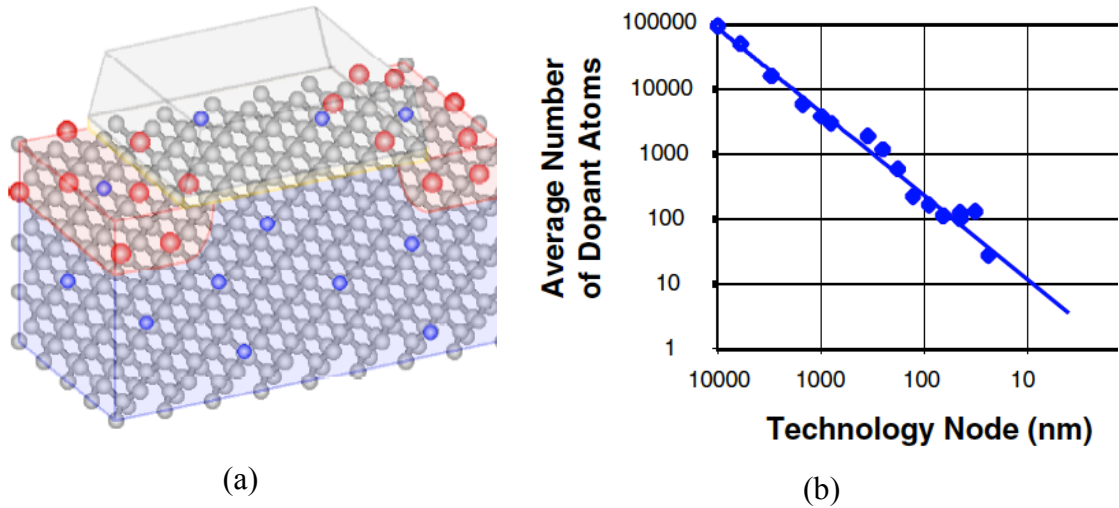 100000
10000
1000
100
10
1
Average Number
of Dopant Atoms
10000 1000 100 10
Technology Node (nm)
(a)
(b)